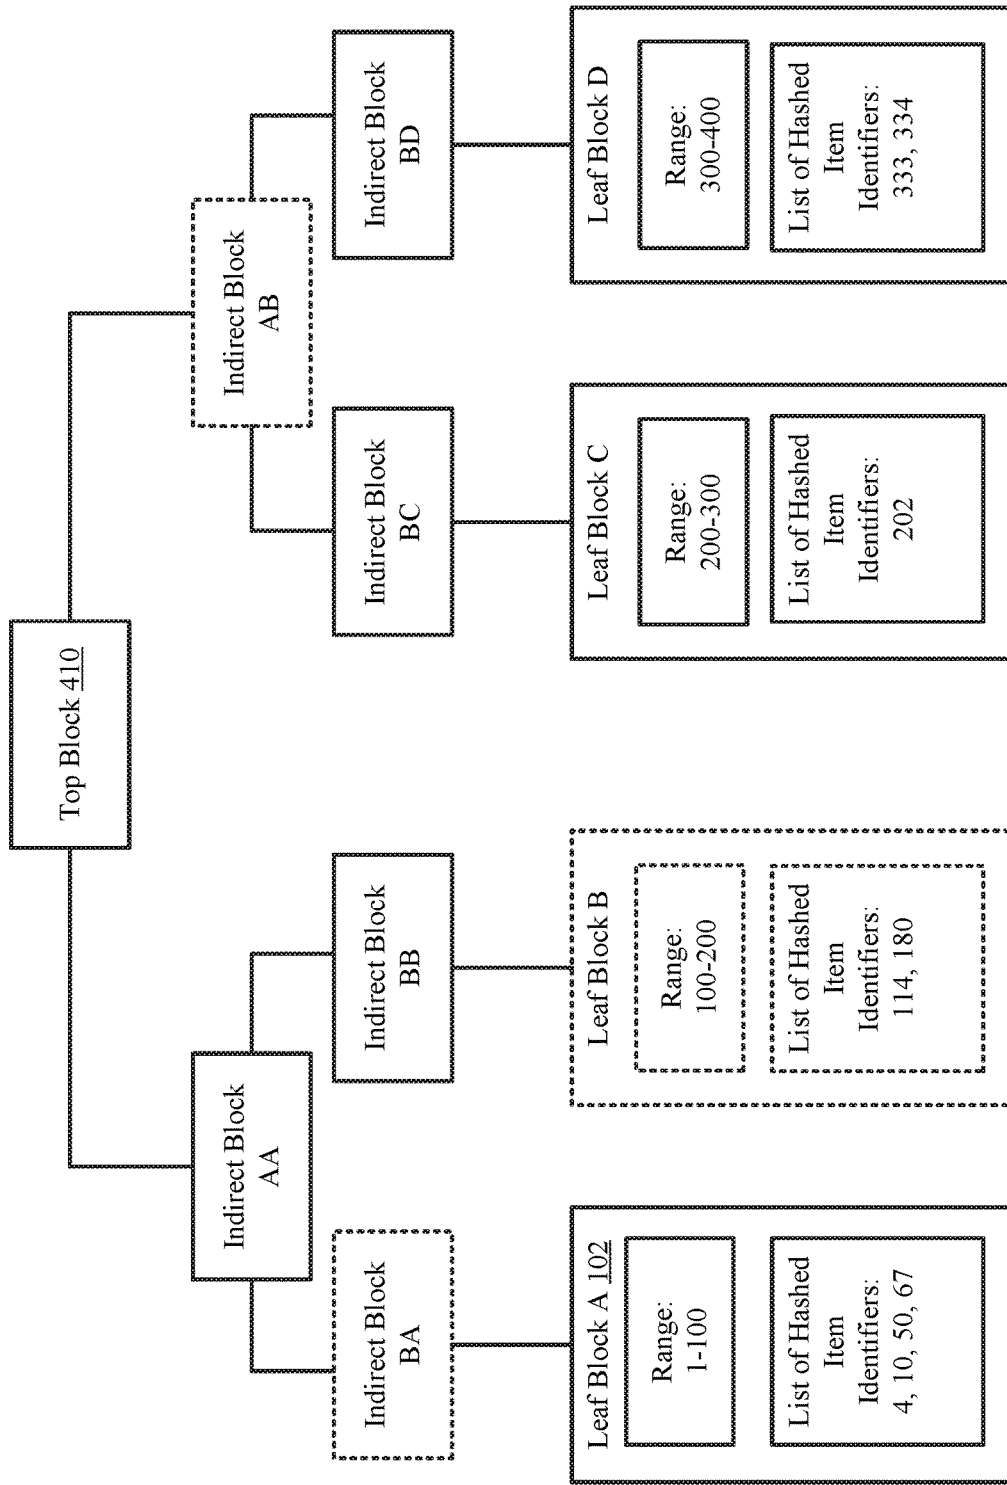 Top Block 410
Indirect Block
AA
Indirect Block
AB
Indirect Block
BA
Indirect Block
BB
Indirect Block
BC
Indirect Block
BD
Leaf Block A 102
Range:
1-100
List of Hashed
Item
Identifiers:
4, 10, 50, 67
Leaf Block B
Range:
100-200
List of Hashed
Item
Identifiers:
114, 180
Leaf Block C
Range:
200-300
List of Hashed
Item
Identifiers:
202
Leaf Block D
Range:
300-400
List of Hashed
Item
Identifiers:
333, 334